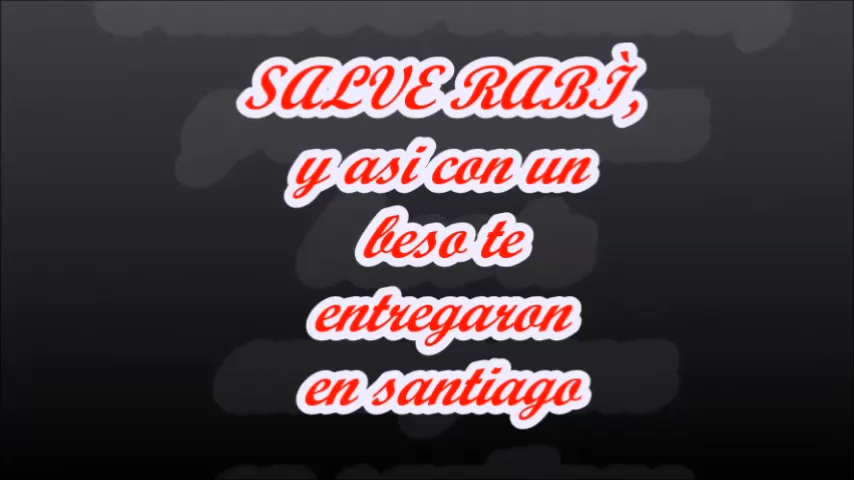 SALVE RABÌ,
y asi con un
beso te
entregaron
en santiago